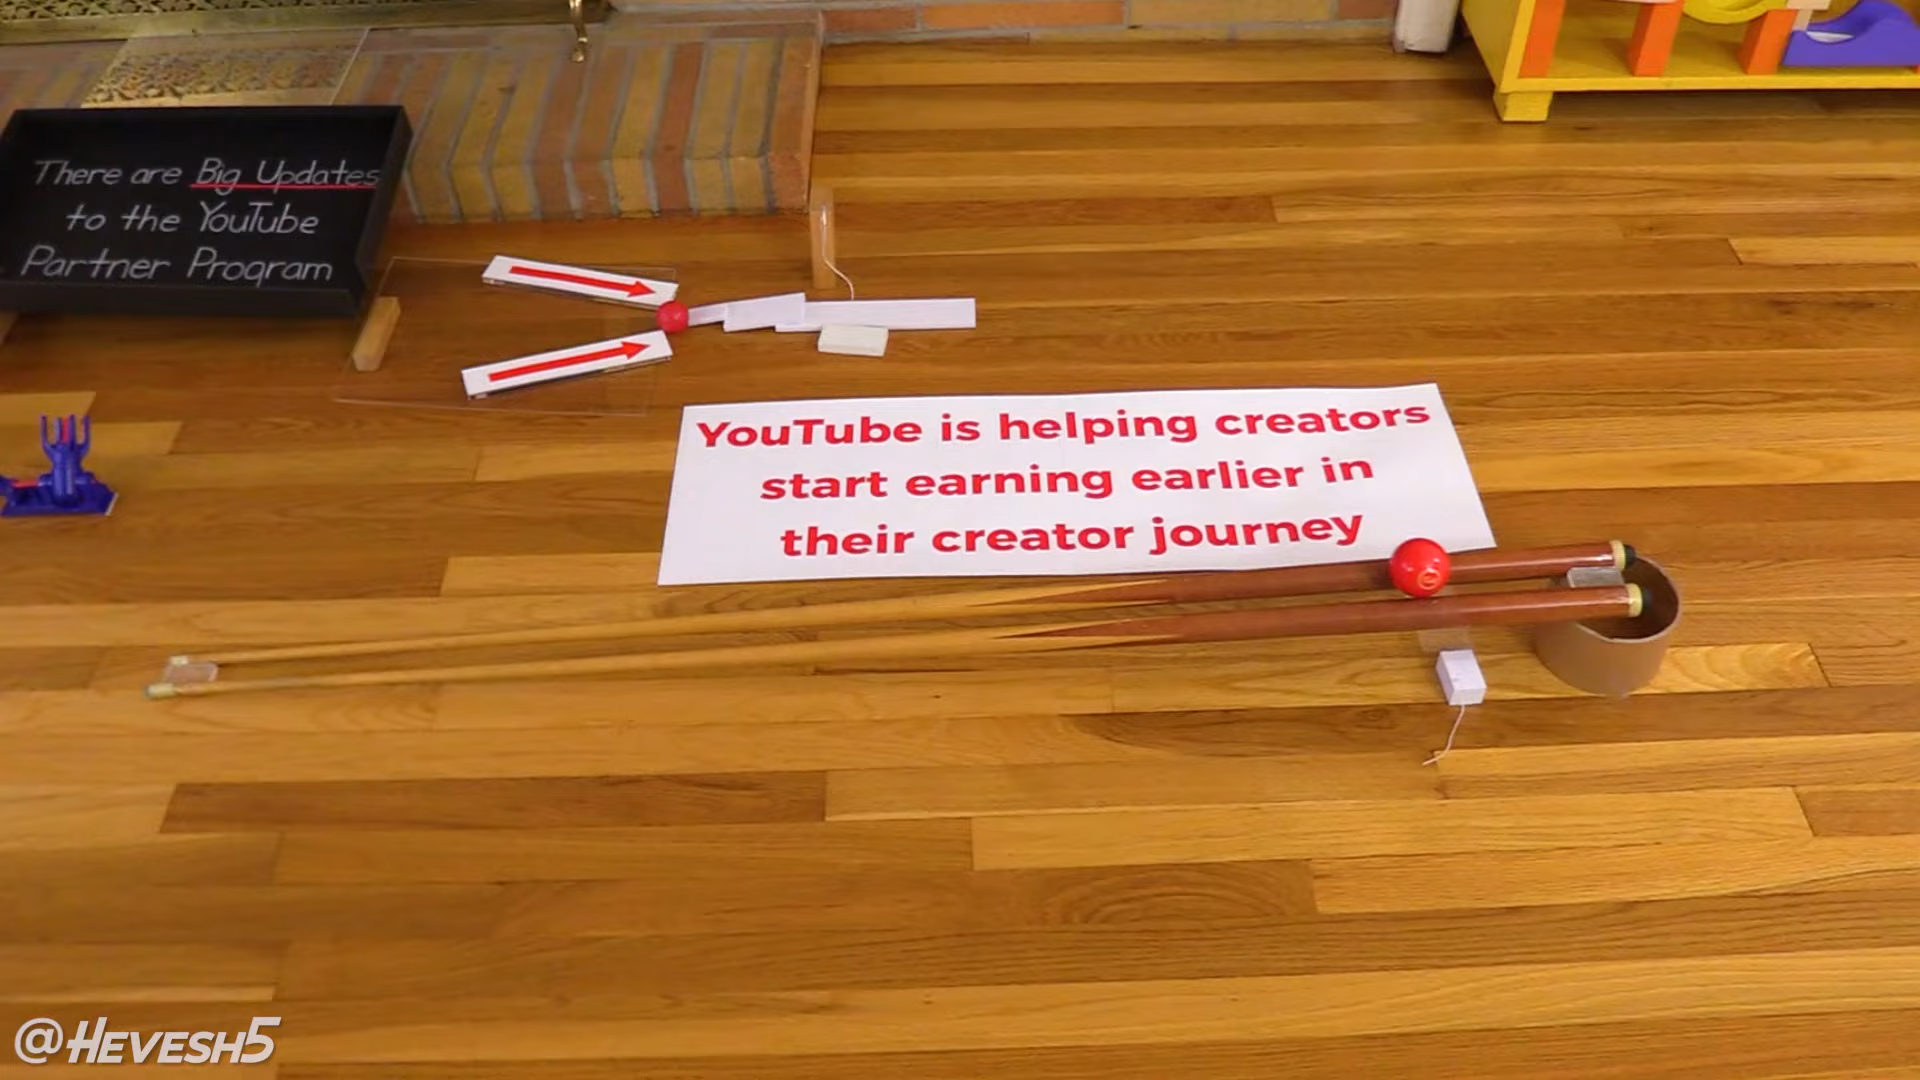 There are Big Updates
to the YouTube
Partner Program
YouTube is helping creators
start earning earlier in
their creator journey
@HEVESH5